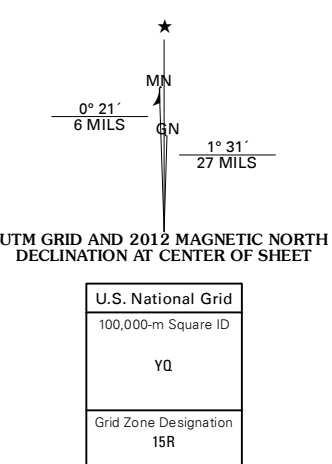 ★
MN
0° 21´
6 MILS
GN
1° 31´
27 MILS
UTM GRID AND 2012 MAGNETIC NORTH
DECLINATION AT CENTER OF SHEET
U.S. National Grid
100,000-m Square ID
YQ
Grid Zone Designation
15R